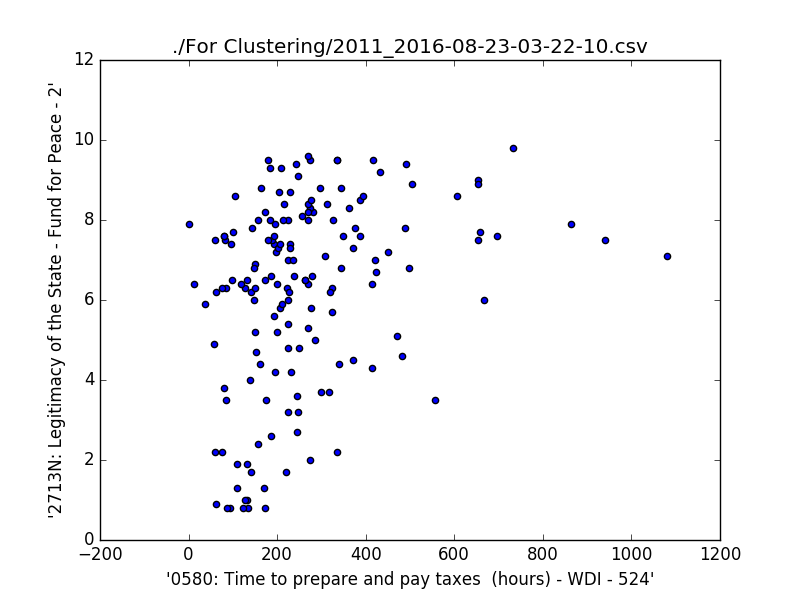 ./For Clustering/2011_2016-08-23-03-22-10.csv
12
10
8
6
4
2
0
'2713N: Legitimacy of the State - Fund for Peace - 2'
−200 0 200 400 600 800 1000 1200
'0580: Time to prepare and pay taxes  (hours) - WDI - 524'